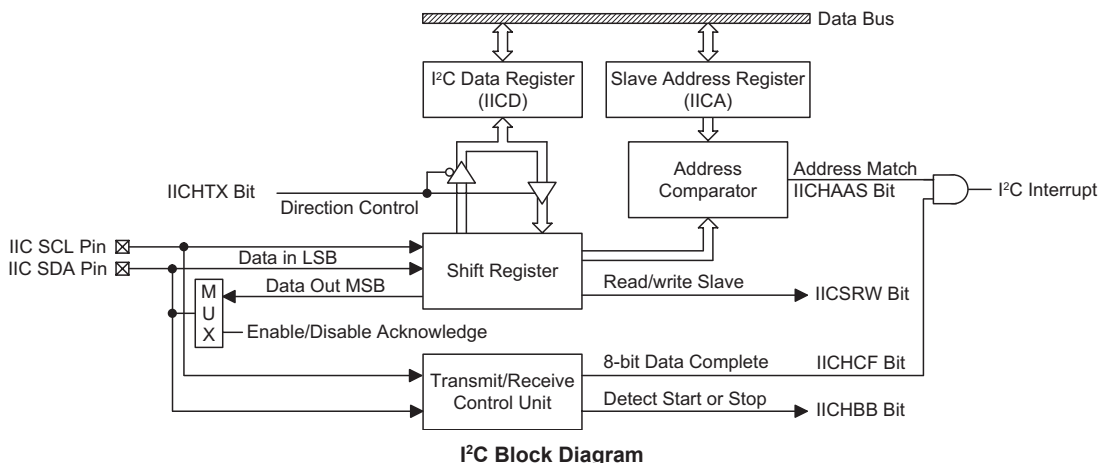 Data Bus
I²C Data Register
(IICD)
Slave Address Register
(IICA)
Address
Comparator
Address Match
IICHAAS Bit
I²C Interrupt
IICHTX Bit
Direction Control
IIC SCL Pin
IIC SDA Pin
Data in LSB
Shift Register
Data Out MSB
Read/write Slave
IICSRW Bit
M
U
X
Enable/Disable Acknowledge
Transmit/Receive
Control Unit
8-bit Data Complete
IICHCF Bit
Detect Start or Stop
IICHBB Bit
I²C Block Diagram